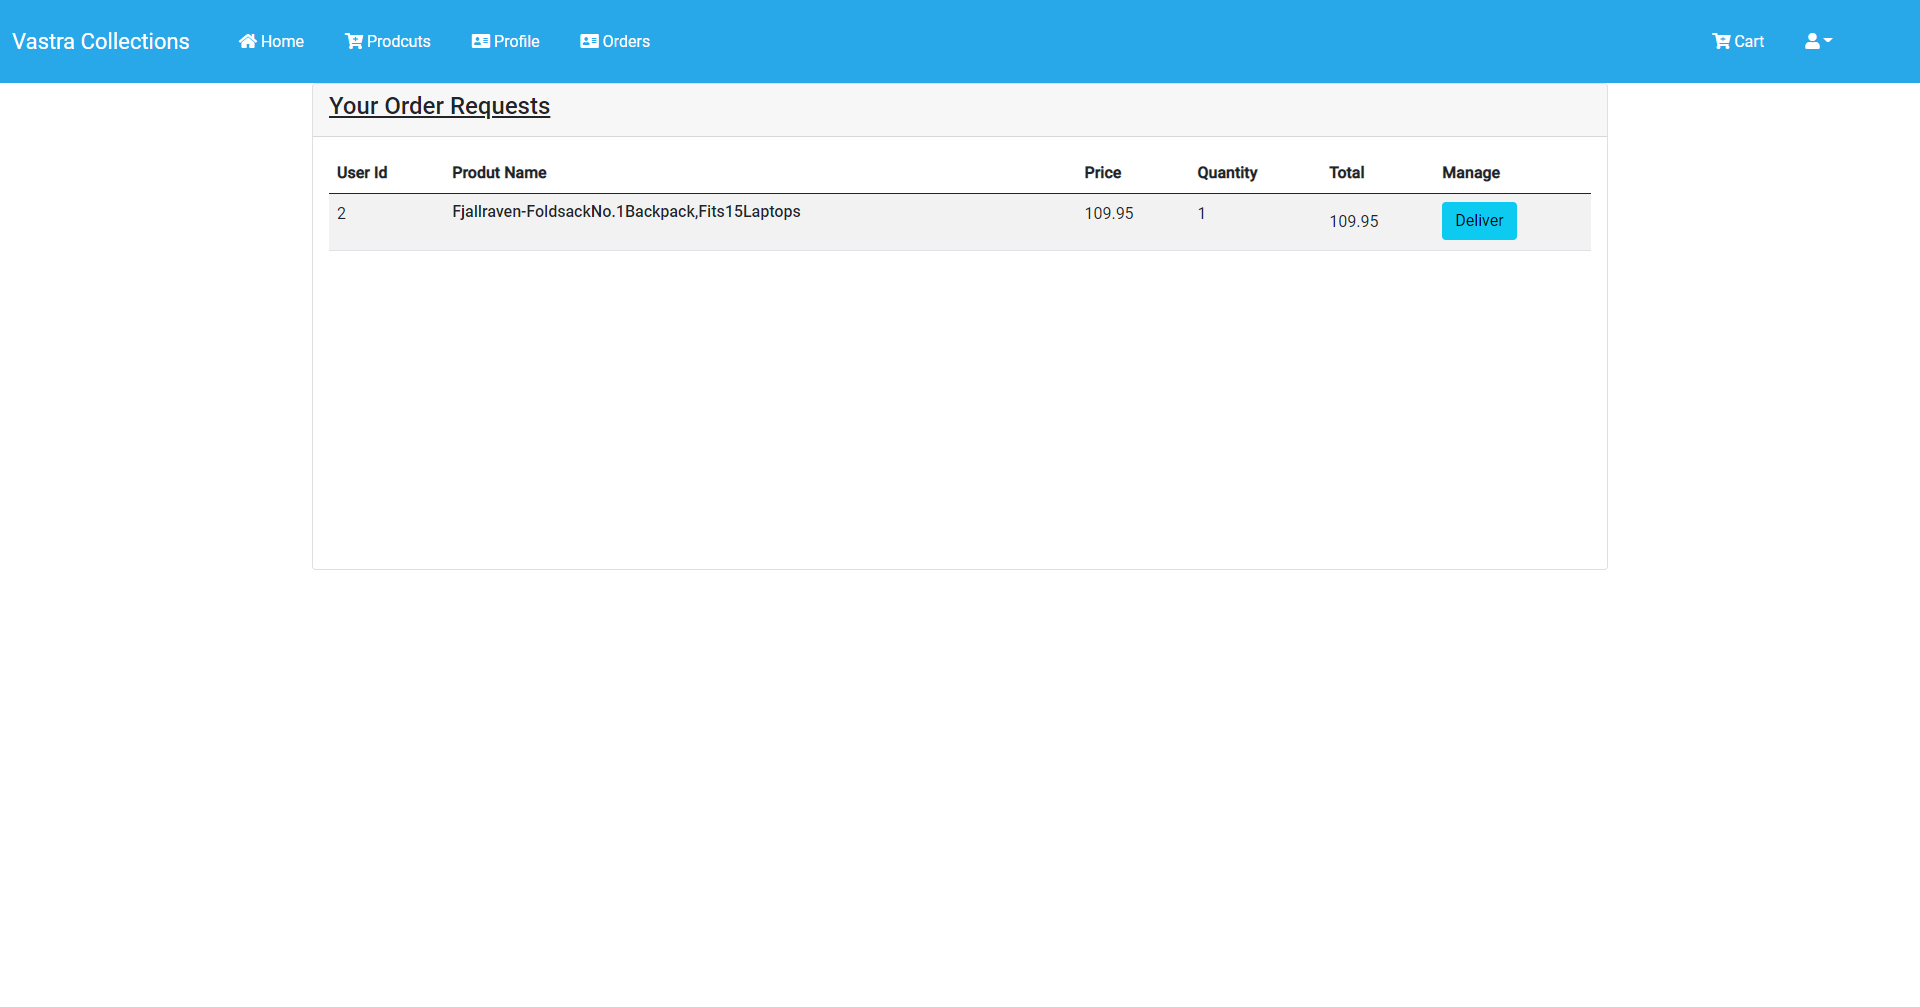 Vastra Collections Home Prodcuts Profile Orders Cart
Your Order Requests
User Id Produt Name Price Quantity Total Manage
2 Fjallraven-FoldsackNo.1Backpack,Fits15Laptops 109.95 1 109.95 Deliver